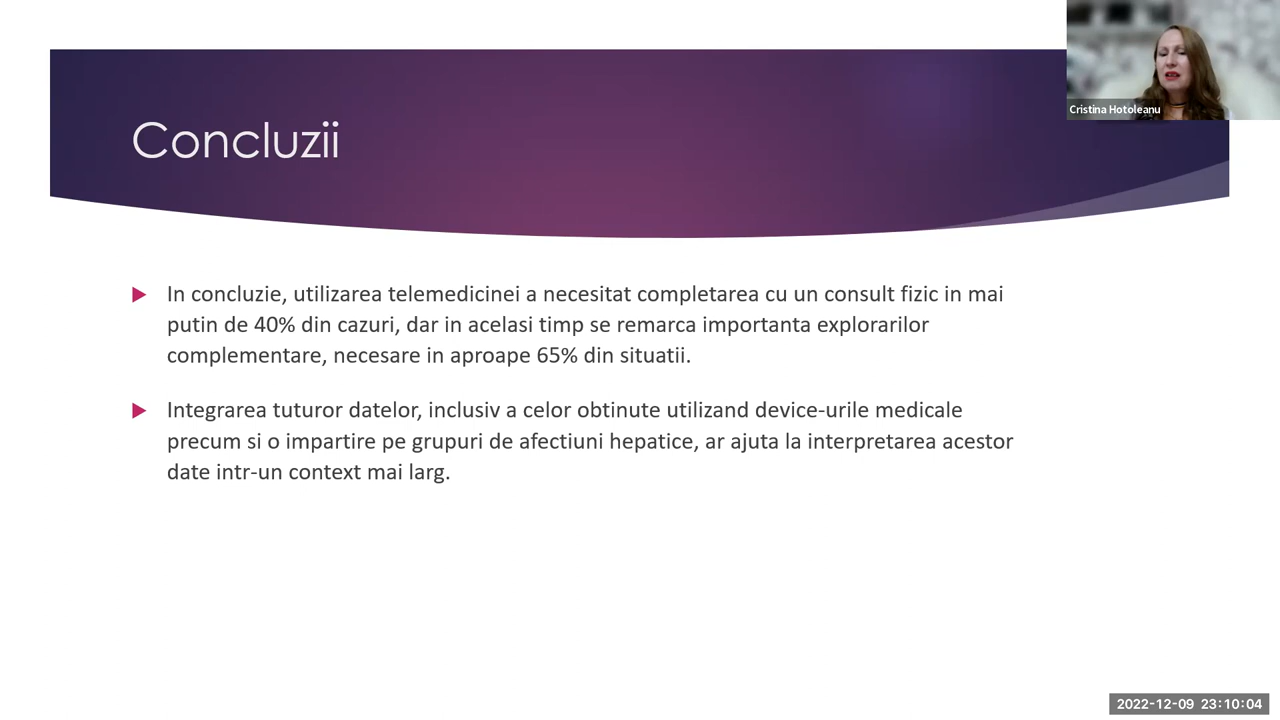 Cristina Hotoleanu
Concluzii
In concluzie, utilizarea telemedicinei a necesitat completarea cu un consult fizic in mai
putin de 40% din cazuri, dar in acelasi timp se remarca importanta explorarilor
complementare, necesare in aproape 65% din situatii.
Integrarea tuturor datelor, inclusiv a celor obtinute utilizand device-urile medicale
precum si o impartire pe grupuri de afectiuni hepatice, ar ajuta la interpretarea acestor
date intr-un context mai larg.
2022-12-09 23:10:04